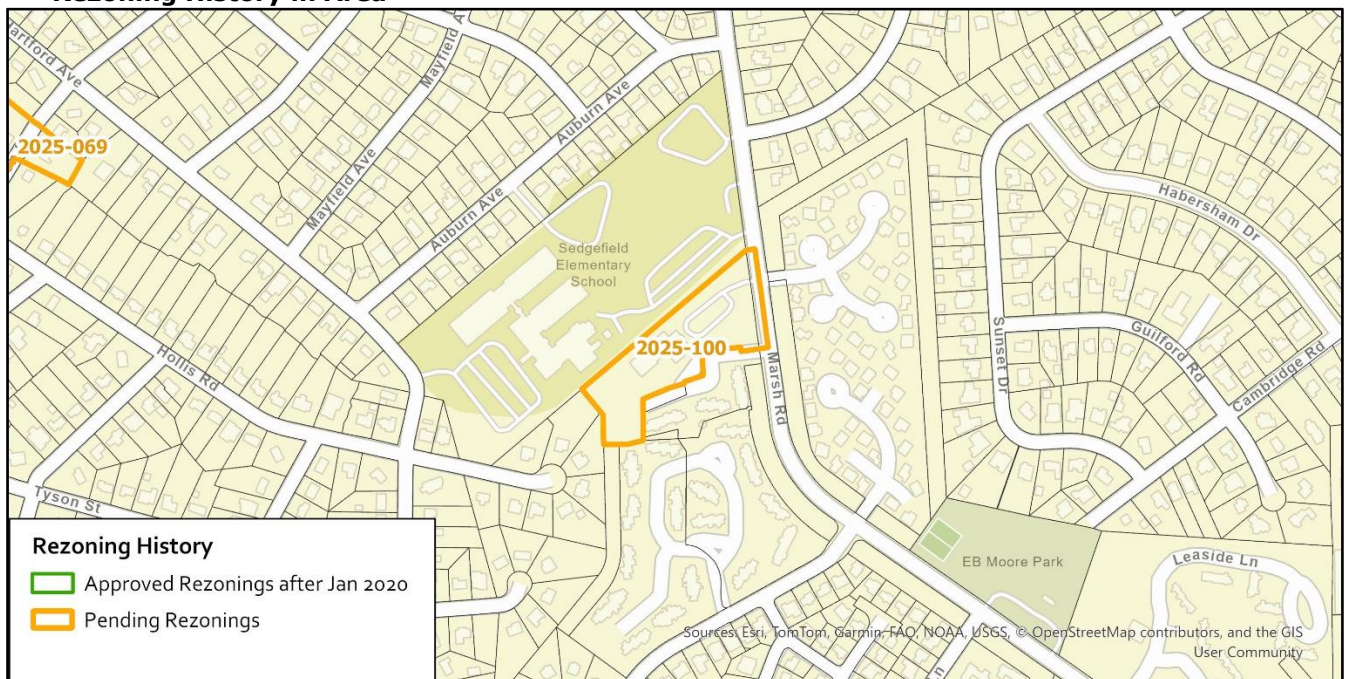 Rezoning History in Area
artford Ave
Mayfield A
2025-069
Mayfield Ave
Auburn Ave
Auburn Ave
Habersham Dr
Sedgefield
Elementary
School
2025-100
Sunset Dr
Guilford Rd
Cambridge Rd
Marsh Rd
Hollis Rd
Tyson St
EB Moore Park
Leaside Ln
n
Rezoning History
Approved Rezonings after Jan 2020
Pending Rezonings
Sources: Esri, TomTom, Garmin, FAO, NOAA, USGS, © OpenStreetMap contributors, and the GIS
User Community